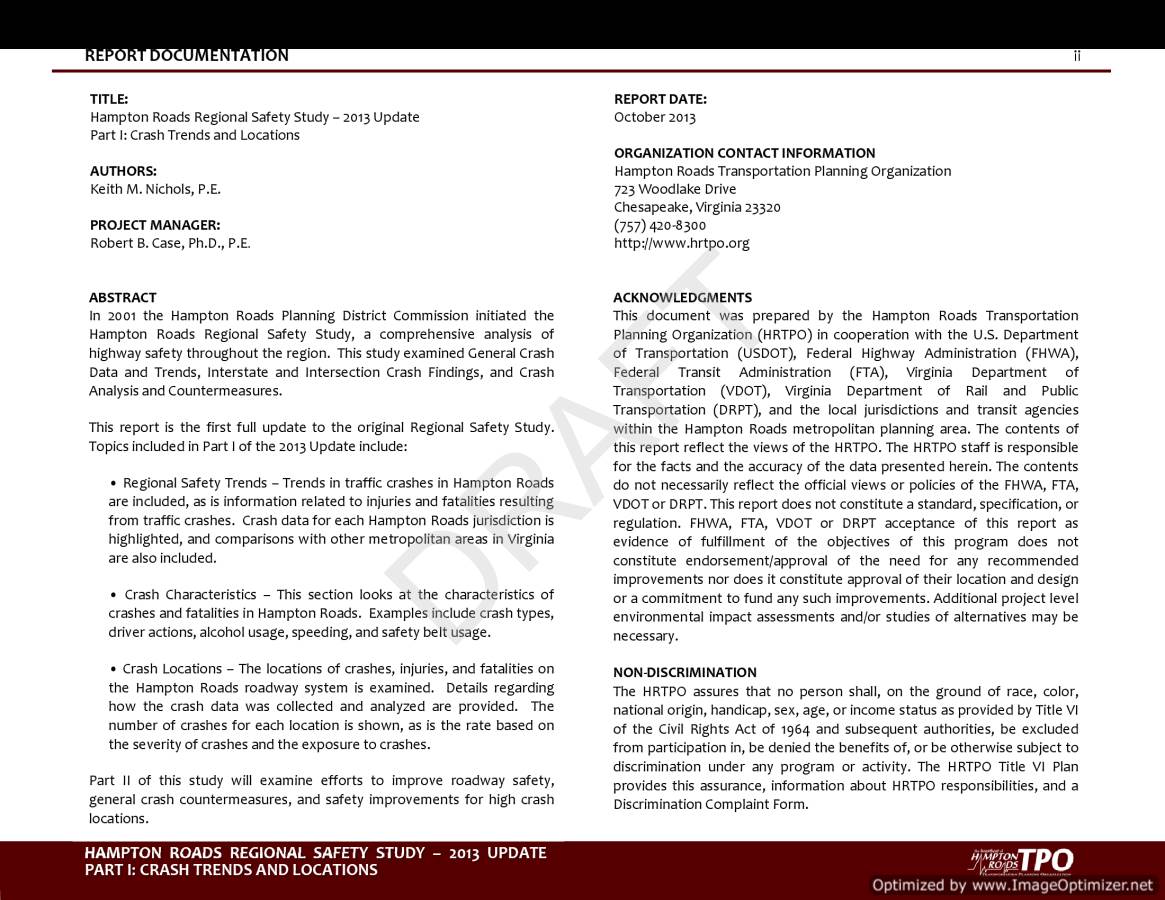 REPORT DOCUMENTATION
ii
TITLE:
Hampton Roads Regional Safety Study – 2013 Update
Part I: Crash Trends and Locations
AUTHORS:
Keith M. Nichols, P.E.
PROJECT MANAGER:
Robert B. Case, Ph.D., P.E.
REPORT DATE:
October 2013
ORGANIZATION CONTACT INFORMATION
Hampton Roads Transportation Planning Organization
723 Woodlake Drive
Chesapeake, Virginia 23320
(757) 420-8300
http://www.hrtpo.org
ABSTRACT
In 2001 the Hampton Roads Planning District Commission initiated the
Hampton Roads Regional Safety Study, a comprehensive analysis of
highway safety throughout the region. This study examined General Crash
Data and Trends, Interstate and Intersection Crash Findings, and Crash
Analysis and Countermeasures.
This report is the first full update to the original Regional Safety Study.
Topics included in Part I of the 2013 Update include:
• Regional Safety Trends – Trends in traffic crashes in Hampton Roads
are included, as is information related to injuries and fatalities resulting
from traffic crashes. Crash data for each Hampton Roads jurisdiction is
highlighted, and comparisons with other metropolitan areas in Virginia
are also included.
• Crash Characteristics – This section looks at the characteristics of
crashes and fatalities in Hampton Roads. Examples include crash types,
driver actions, alcohol usage, speeding, and safety belt usage.
• Crash Locations – The locations of crashes, injuries, and fatalities on
the Hampton Roads roadway system is examined. Details regarding
how the crash data was collected and analyzed are provided. The
number of crashes for each location is shown, as is the rate based on
the severity of crashes and the exposure to crashes.
Part II of this study will examine efforts to improve roadway safety,
general crash countermeasures, and safety improvements for high crash
locations.
ACKNOWLEDGMENTS
This document was prepared by the Hampton Roads Transportation
Planning Organization (HRTPO) in cooperation with the U.S. Department
of Transportation (USDOT), Federal Highway Administration (FHWA),
Federal Transit Administration (FTA), Virginia Department of
Transportation (VDOT), Virginia Department of Rail and Public
Transportation (DRPT), and the local jurisdictions and transit agencies
within the Hampton Roads metropolitan planning area. The contents of
this report reflect the views of the HRTPO. The HRTPO staff is responsible
for the facts and the accuracy of the data presented herein. The contents
do not necessarily reflect the official views or policies of the FHWA, FTA,
VDOT or DRPT. This report does not constitute a standard, specification, or
regulation. FHWA, FTA, VDOT or DRPT acceptance of this report as
evidence of fulfillment of the objectives of this program does not
constitute endorsement/approval of the need for any recommended
improvements nor does it constitute approval of their location and design
or a commitment to fund any such improvements. Additional project level
environmental impact assessments and/or studies of alternatives may be
necessary.
NON-DISCRIMINATION
The HRTPO assures that no person shall, on the ground of race, color,
national origin, handicap, sex, age, or income status as provided by Title VI
of the Civil Rights Act of 1964 and subsequent authorities, be excluded
from participation in, be denied the benefits of, or be otherwise subject to
discrimination under any program or activity. The HRTPO Title VI Plan
provides this assurance, information about HRTPO responsibilities, and a
Discrimination Complaint Form.
DRAFT
HAMPTON ROADS REGIONAL SAFETY STUDY – 2013 UPDATE
PART I: CRASH TRENDS AND LOCATIONS
HAMPTON
ROADS
TPO
Optimized by www.ImageOptimizer.net